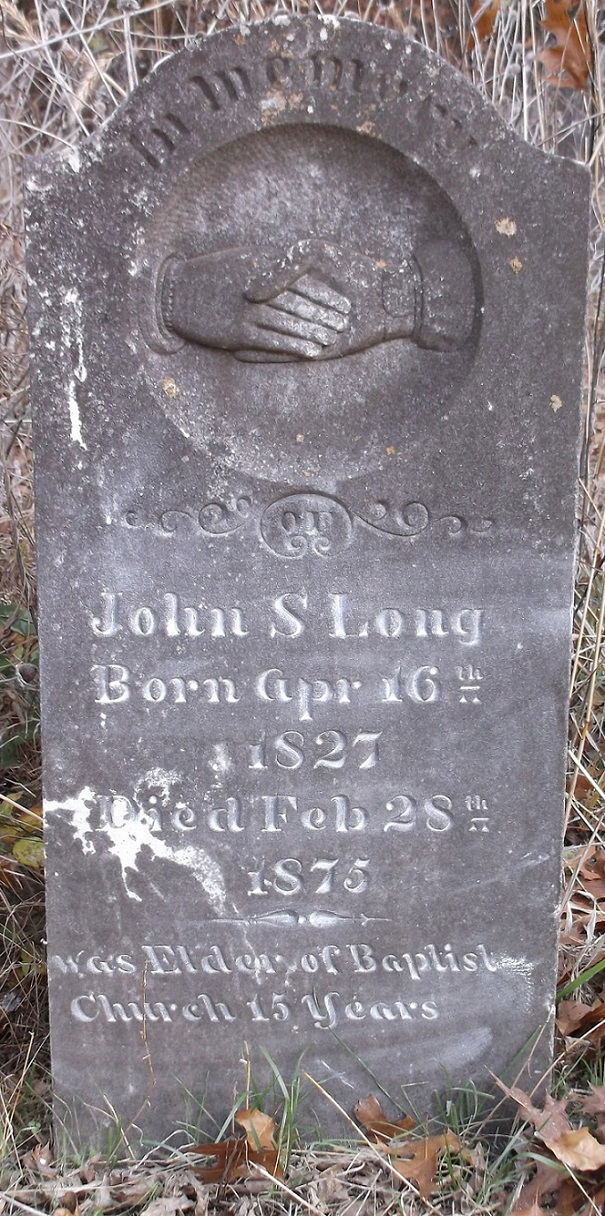 In memory
OF
John S Long
Born Apr 16th
1827
Died Feb 28th
1875
was Elder of Baptist
Church 15 Years